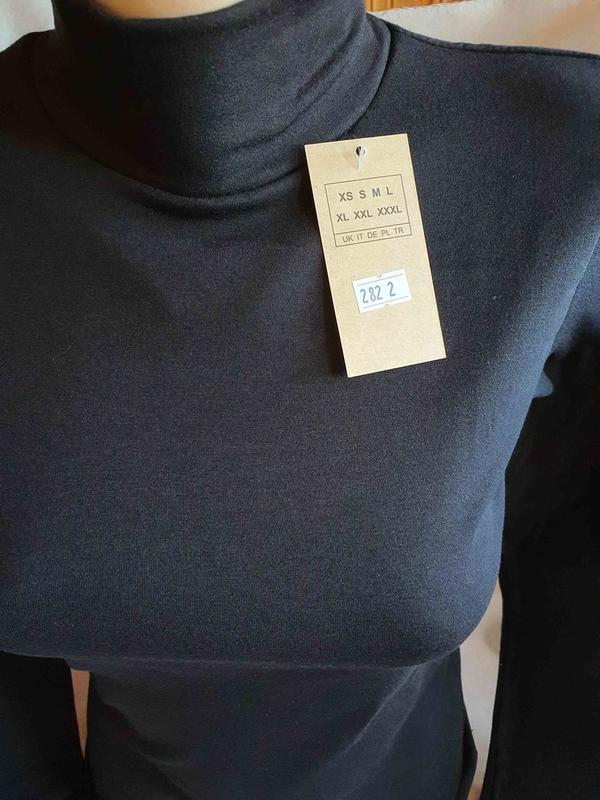 XS S M L
XL XXL XXXL
UK IT DE PL TR
282 2